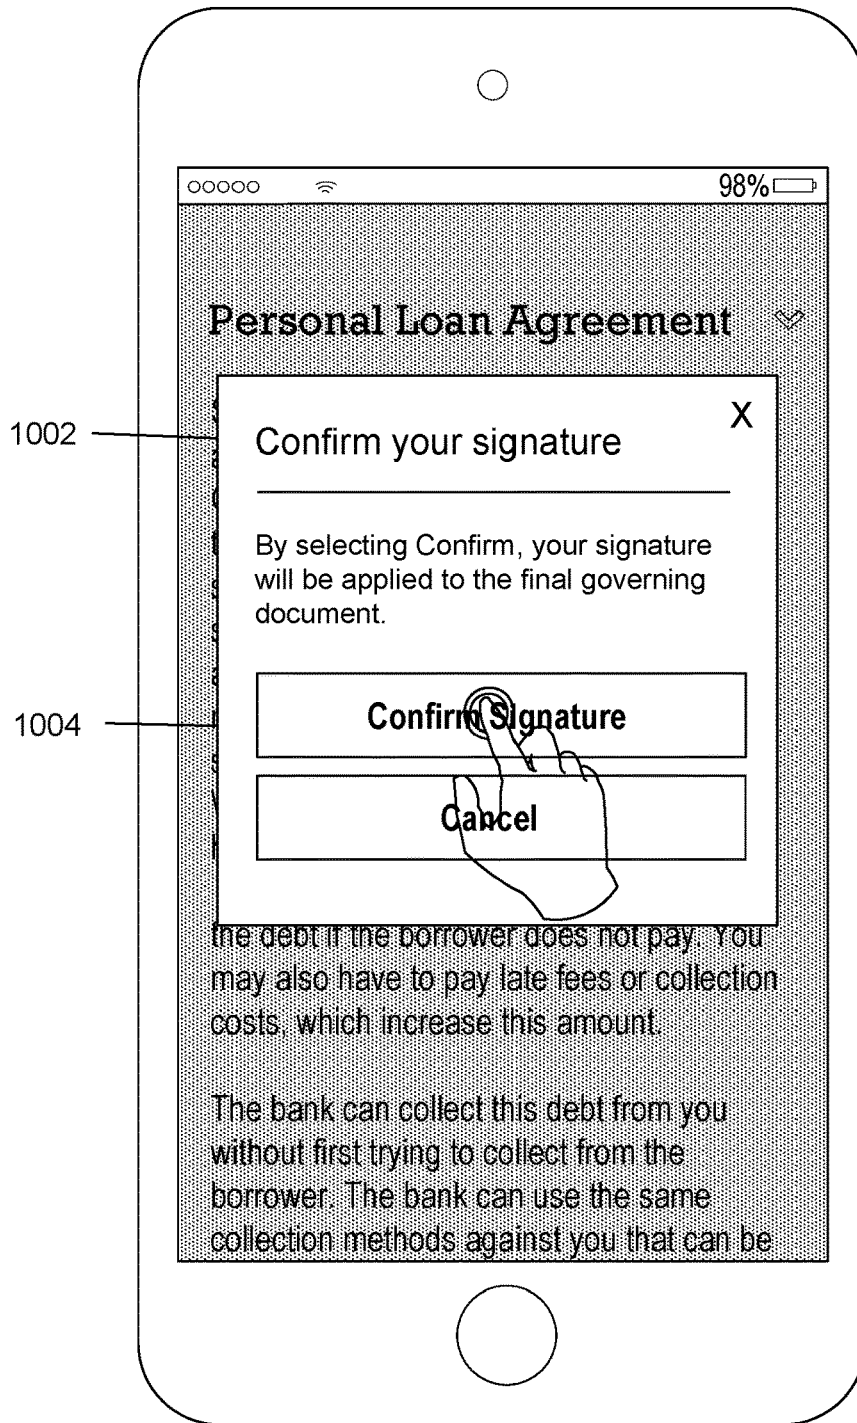 98%
Personal Loan Agreement
X
1002
Confirm your signature
By selecting Confirm, your signature
will be applied to the final governing
document.
1004
Confirm Signature
Cancel
the debt if the borrower does not pay. You
may also have to pay late fees or collection
costs, which increase this amount.
The bank can collect this debt from you
without first trying to collect from the
borrower. The bank can use the same
collection methods against you that can be